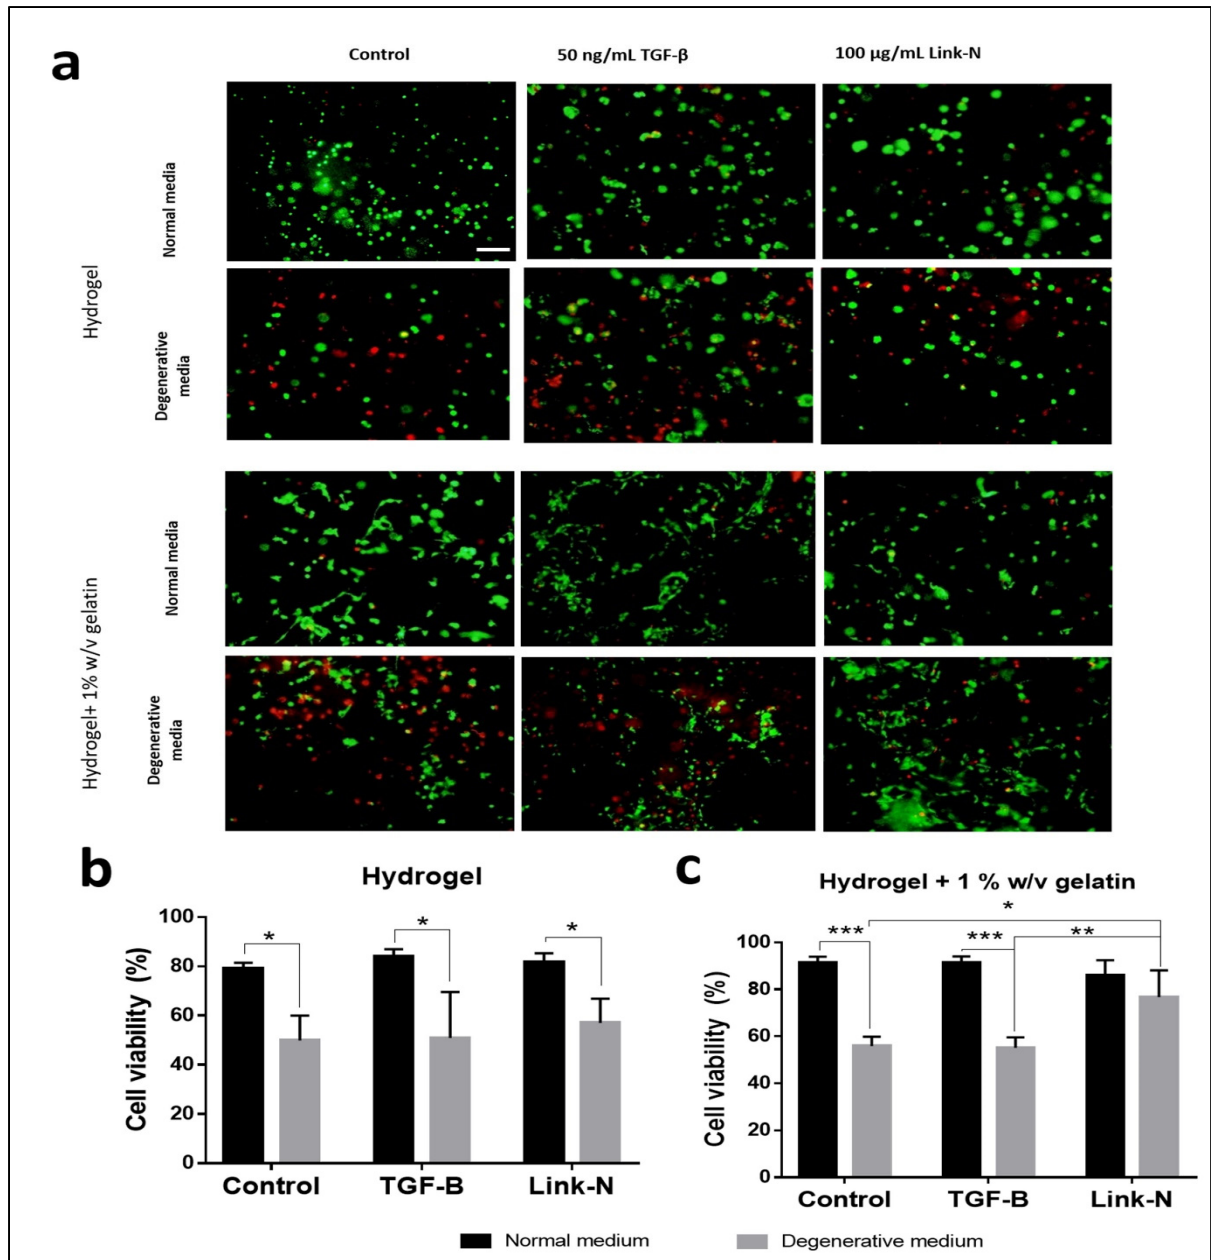 a
Control
50 ng/mL TGF-β
100 µg/mL Link-N
Hydrogel
Normal media
Degenerative
media
Hydrogel+ 1% w/v gelatin
Normal media
Degenerative
media
b
Hydrogel
Cell viability (%)
100
80
60
40
20
0
*
*
*
Control
TGF-B
Link-N
c
Hydrogel + 1 % w/v gelatin
Cell viability (%)
100
80
60
40
20
0
*
***
***
**
Control
TGF-B
Link-N
Normal medium
Degenerative medium